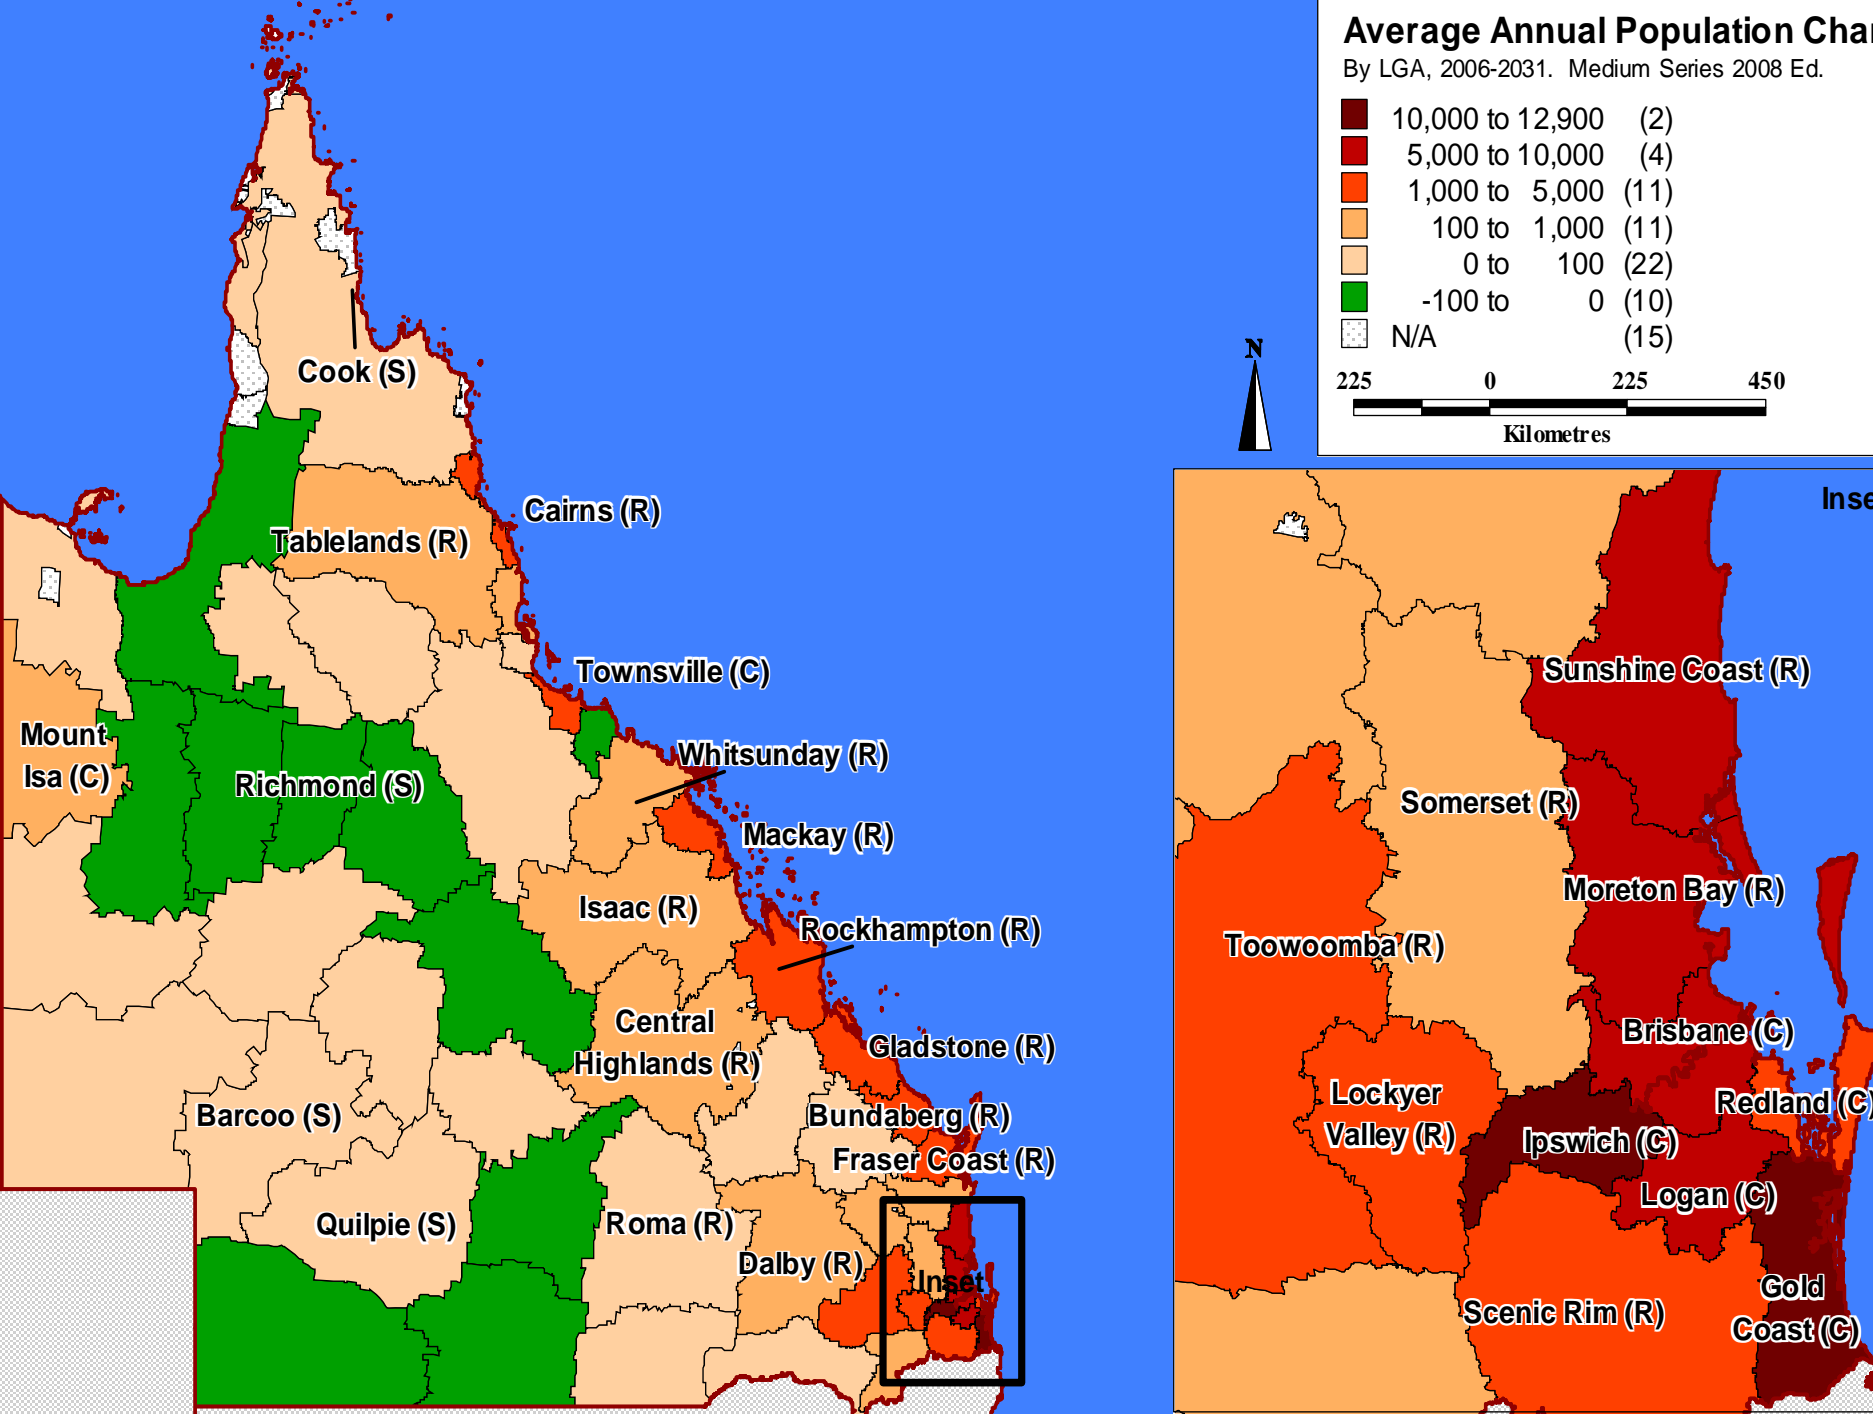 Average Annual Population Cha
By LGA, 2006-2031. Medium Series 2008 Ed.
10,000 to 12,900 (2)
5,000 to 10,000 (4)
1,000 to 5,000 (11)
100 to 1,000 (11)
0 to 100 (22)
-100 to 0 (10)
N/A (15)
225 0 225 450
Kilometres
N
Cook (S)
Cairns (R)
Tablelands (R)
Townsville (C)
Mount
Isa (C)
Whitsunday (R)
Richmond (S)
Mackay (R)
Isaac (R)
Rockhampton (R)
Central
Highlands (R)
Gladstone (R)
Barcoo (S)
Bundaberg (R)
Fraser Coast (R)
Quilpie (S)
Roma (R)
Dalby (R)
Inset
Inse
Sunshine Coast (R)
Somerset (R)
Moreton Bay (R)
Toowoomba (R)
Brisbane (C)
Lockyer
Valley (R)
Redland (C)
Ipswich (C)
Logan (C)
Gold
Coast (C)
Scenic Rim (R)